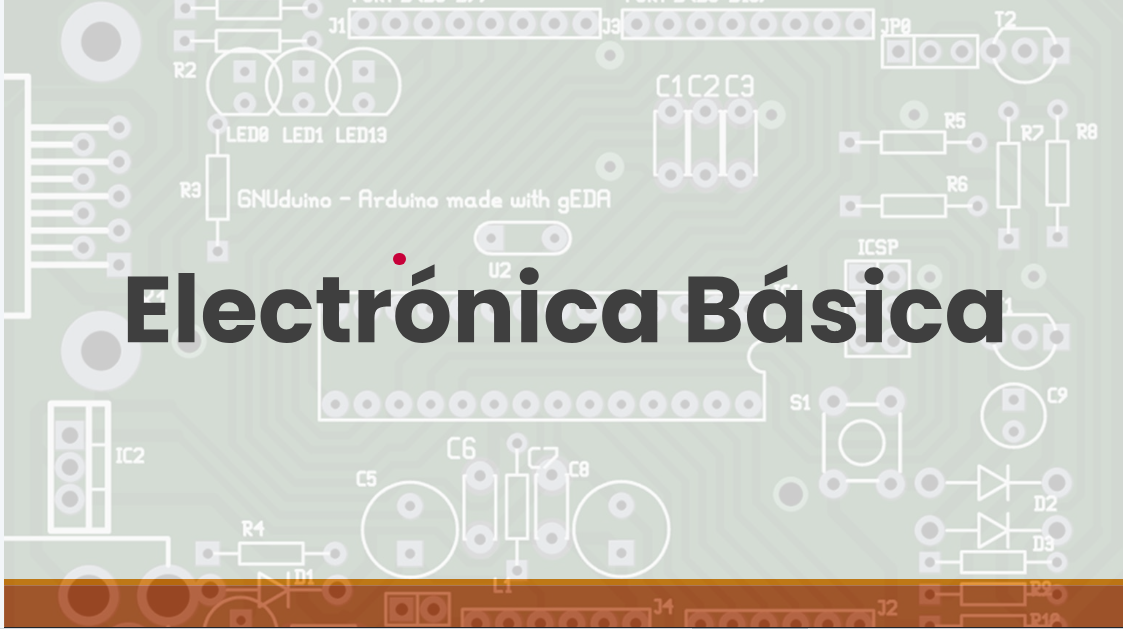 J1
J3
JP0
T2
R2
C1 C2 C3
LED0 LED1 LED13
R5
R7
R8
R3
GNUduino - Arduino made with gEDA
R6
ICSP
U2
Electrónica Básica
S1
C9
IC2
C6
C7
C8
C5
D2
R4
D3
D1
L1
R9
J4
J2
R10